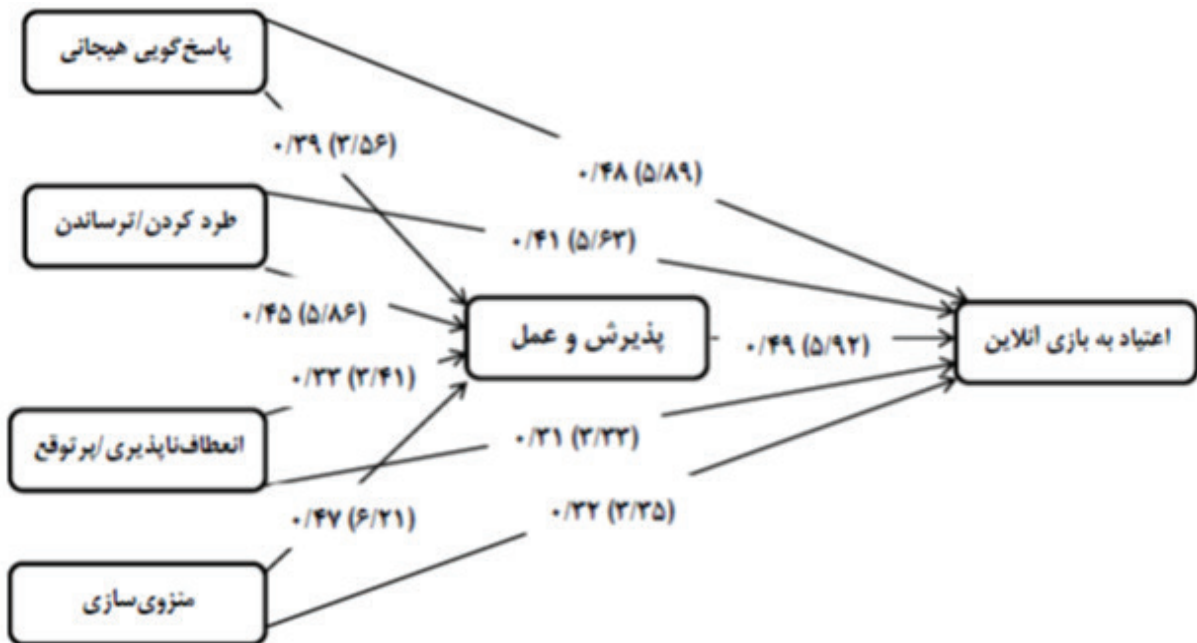 پاسخ‌گویی هیجانی
۰/۳۹ (۳/۵۶)
۰/۴۸ (۵/۸۹)
طرد کردن/ترساندن
۰/۴۱ (۵/۶۳)
۰/۴۵ (۵/۸۶)
پذیرش و عمل
۰/۴۹ (۵/۹۲)
اعتیاد به بازی آنلاین
۰/۳۳ (۳/۴۱)
انعطاف‌ناپذیری/پرتوقع
۰/۳۱ (۳/۳۳)
۰/۴۷ (۶/۲۱)
۰/۳۲ (۳/۳۵)
منزوی‌سازی